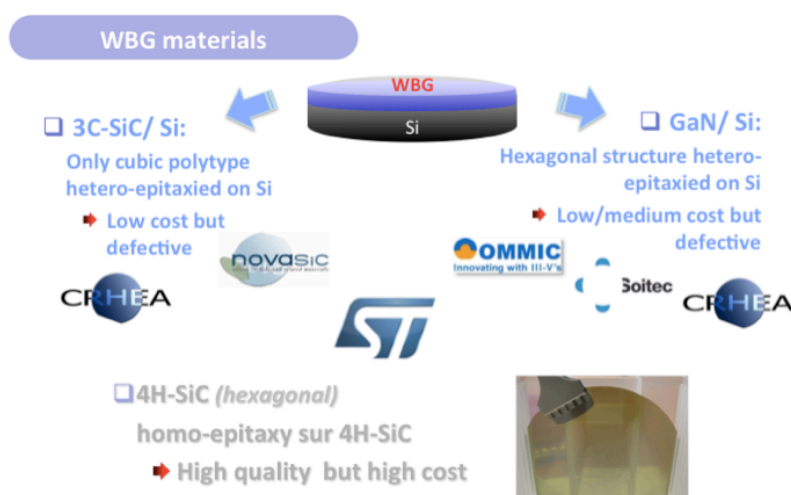 WBG materials
WBG
Si
❑ 3C-SiC/ Si:
Only cubic polytype
hetero-epitaxied on Si
Low cost but
defective
novasic
CRHEA
❑ GaN/ Si:
Hexagonal structure hetero-
epitaxied on Si
Low/medium cost but
defective
OMMIC
Innovating with III-V's
Soitec
CRHEA
ST
❑4H-SiC (hexagonal)
homo-epitaxy sur 4H-SiC
High quality but high cost